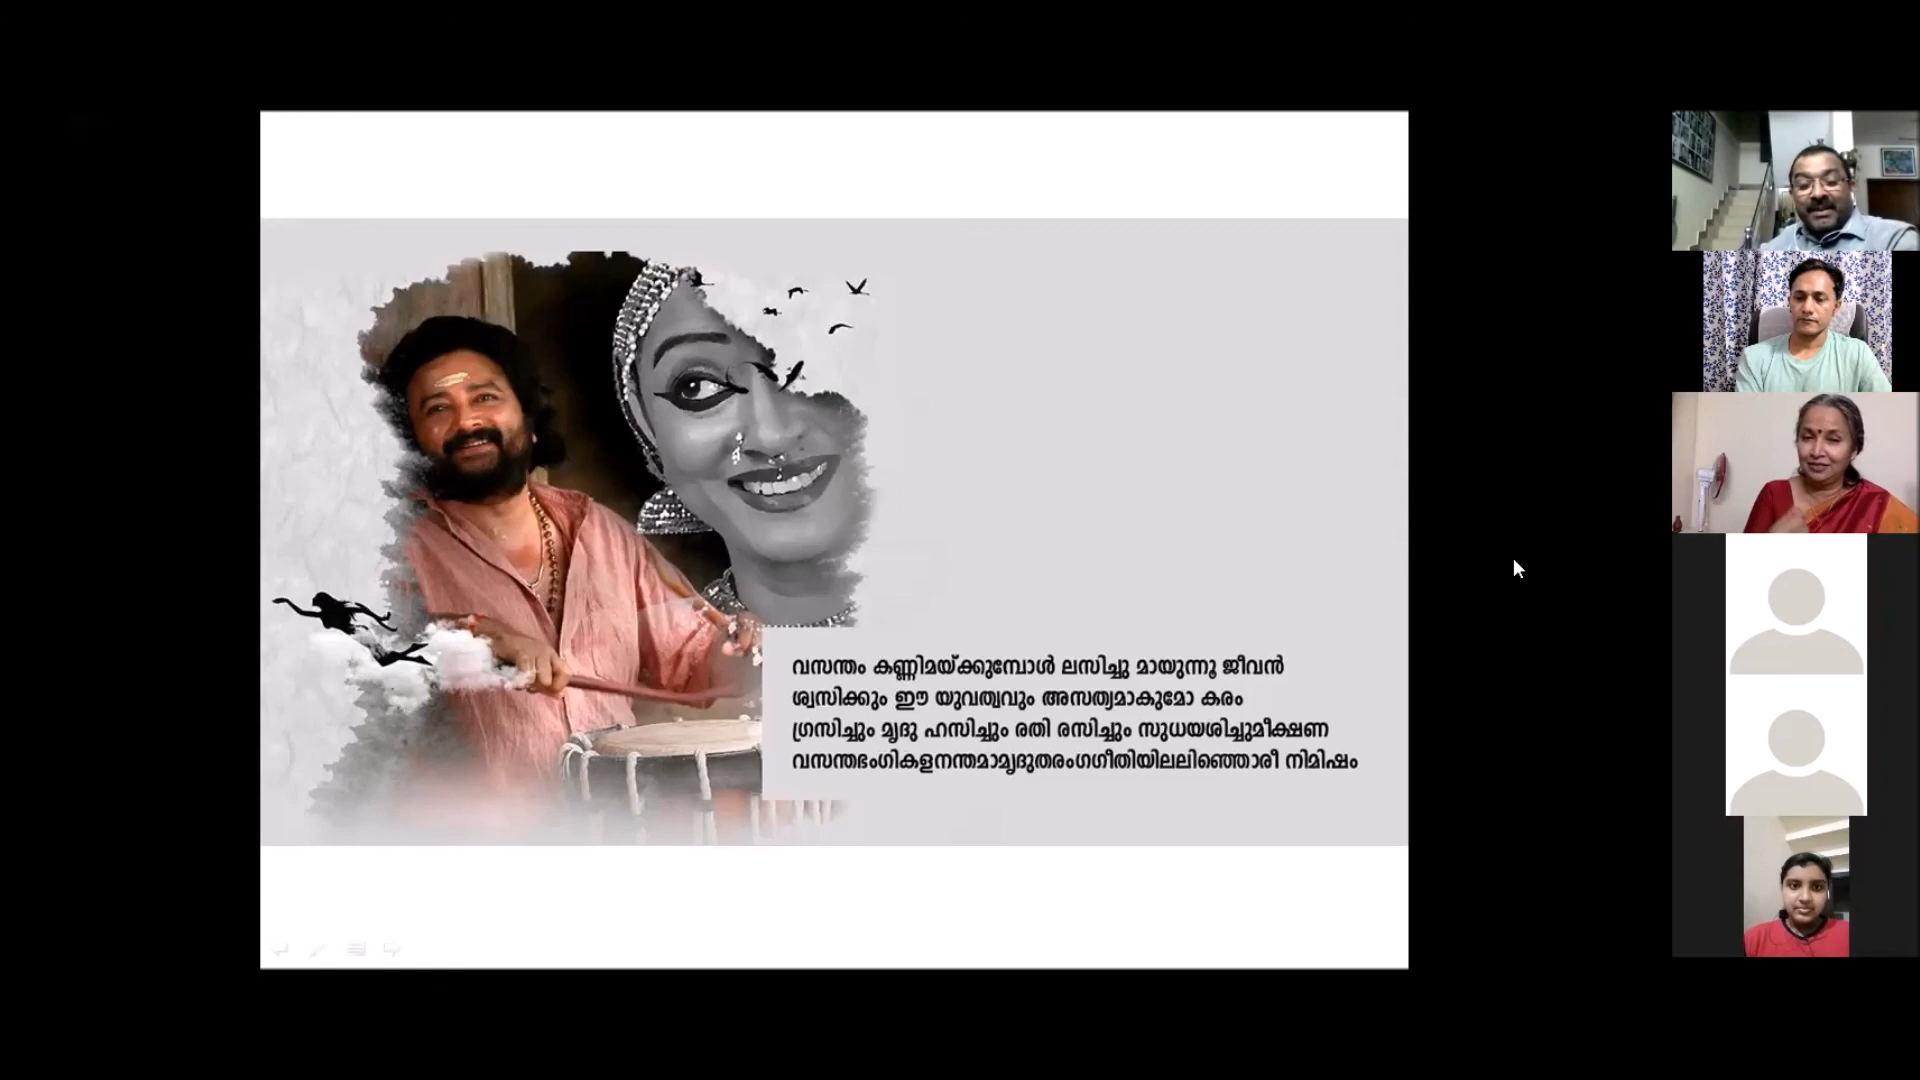 വസന്തം കണ്ണിമയ്ക്കുമ്പോൾ ലസിച്ചു മായുന്നൂ ജീവൻ
ശ്വസിക്കും ഈ യുവത്വവും അസത്വമാകുമോ കരം
ഗ്രസിച്ചും മൃദു ഹസിച്ചും രതി രസിച്ചും സുധയശിച്ചുമീക്ഷണ
വസന്തഭംഗികളനന്തമാമൃദുതരംഗഗീതിയിലലിഞ്ഞൊരീ നിമിഷം